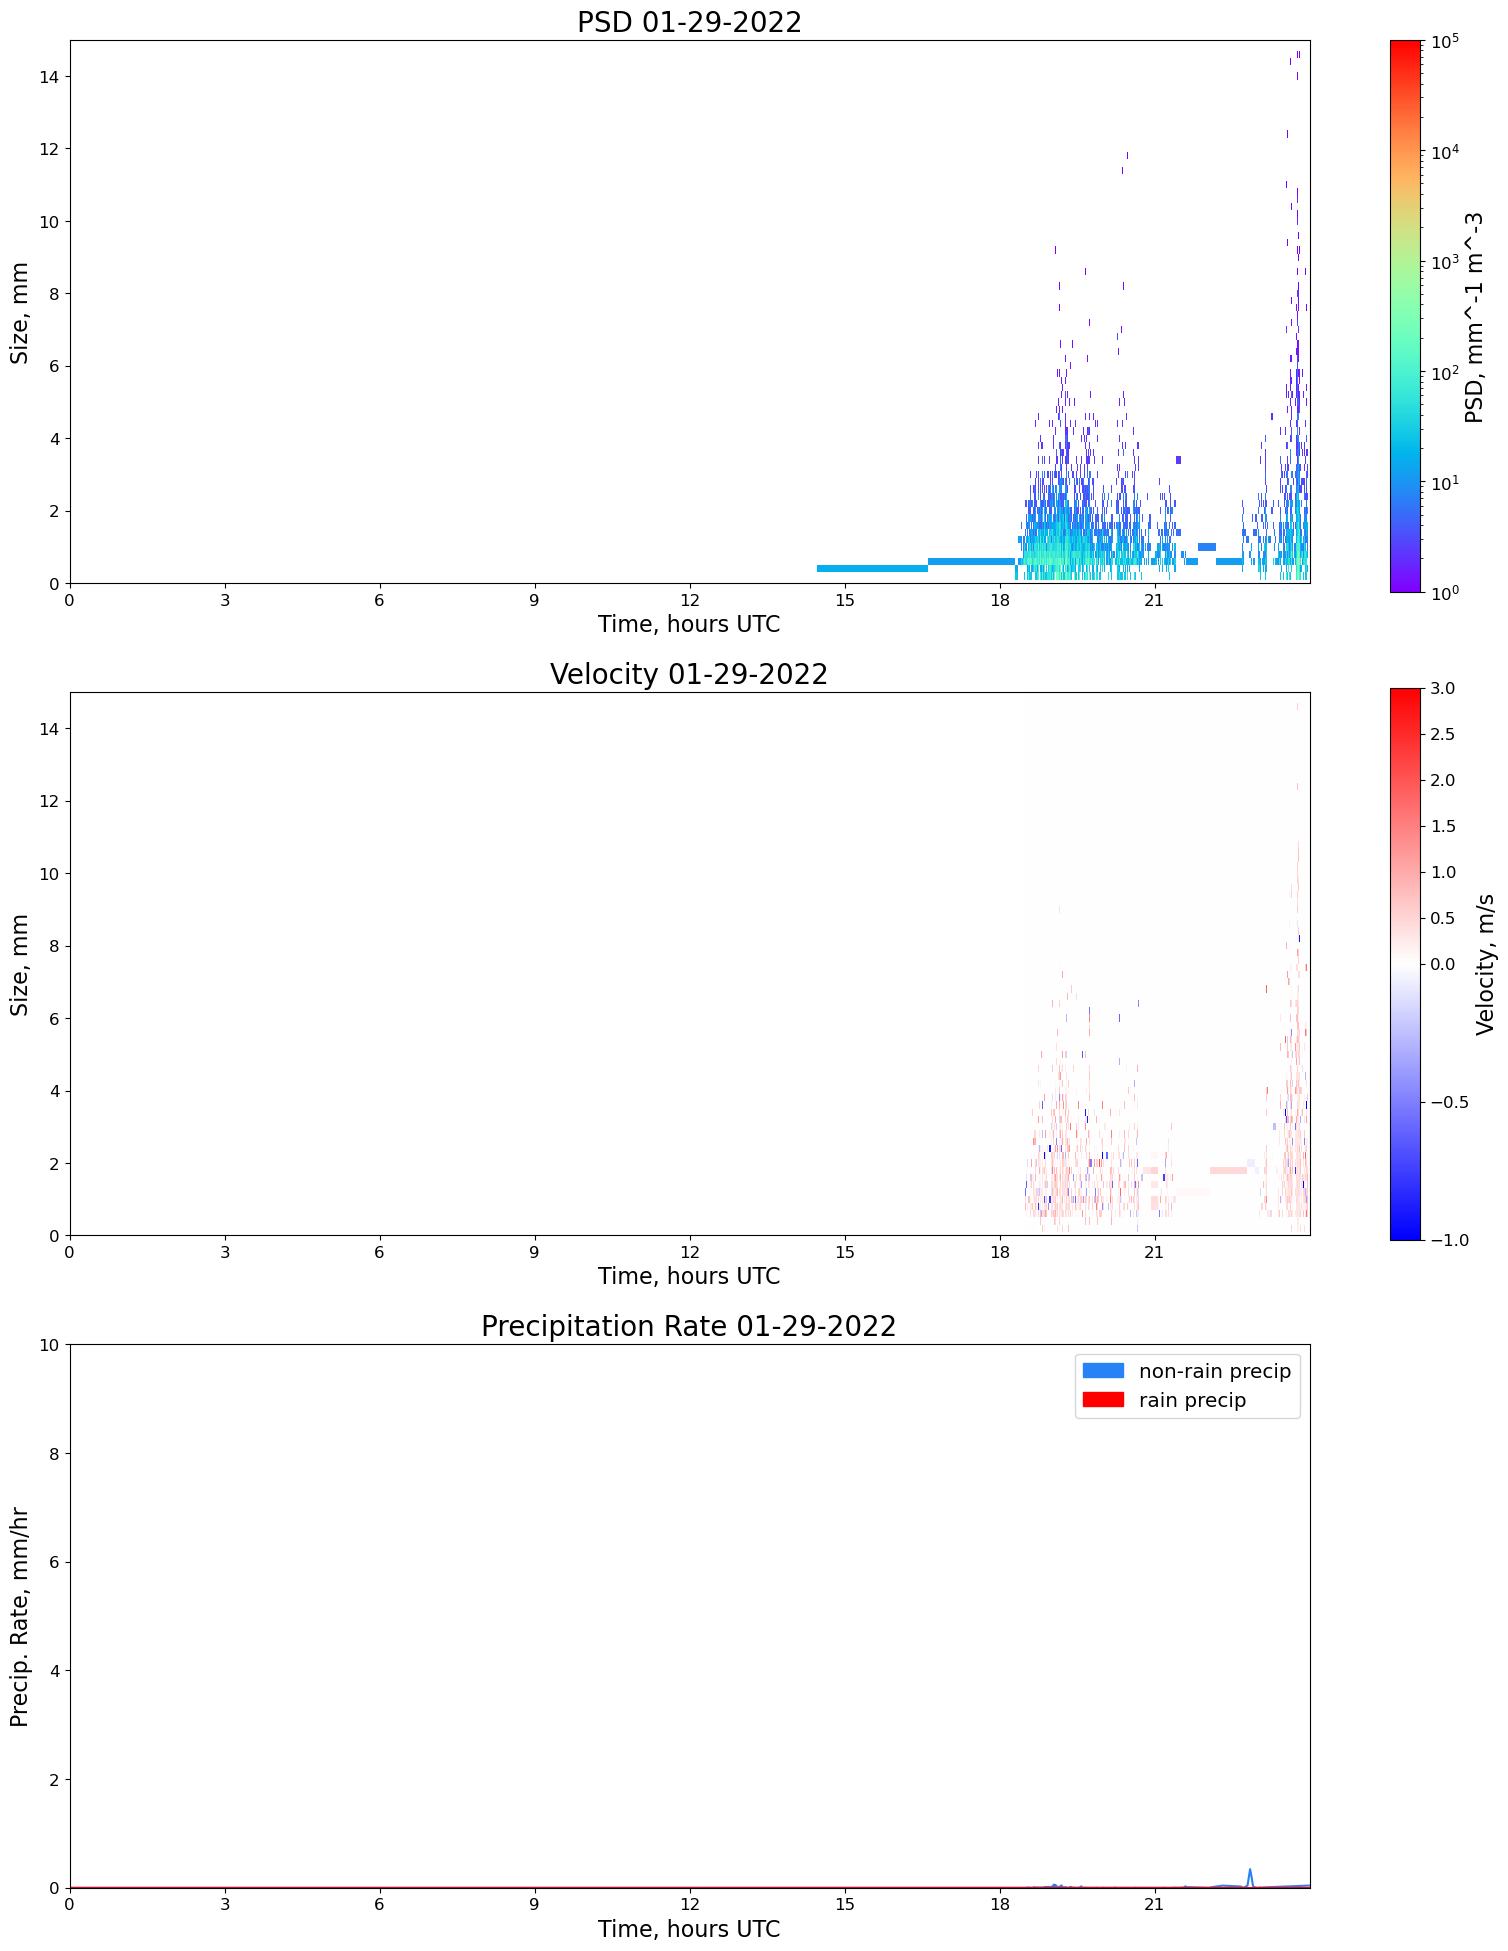 PSD 01-29-2022
14
12
10
8
6
4
2
0
Size, mm
0 3 6 9 12 15 18 21
Time, hours UTC
10^5
10^4
10^3
10^2
10^1
10^0
PSD, mm^-1 m^-3
Velocity 01-29-2022
14
12
10
8
6
4
2
0
Size, mm
0 3 6 9 12 15 18 21
Time, hours UTC
3.0
2.5
2.0
1.5
1.0
0.5
0.0
−0.5
−1.0
Velocity, m/s
Precipitation Rate 01-29-2022
10
8
6
4
2
0
Precip. Rate, mm/hr
non-rain precip
rain precip
0 3 6 9 12 15 18 21
Time, hours UTC